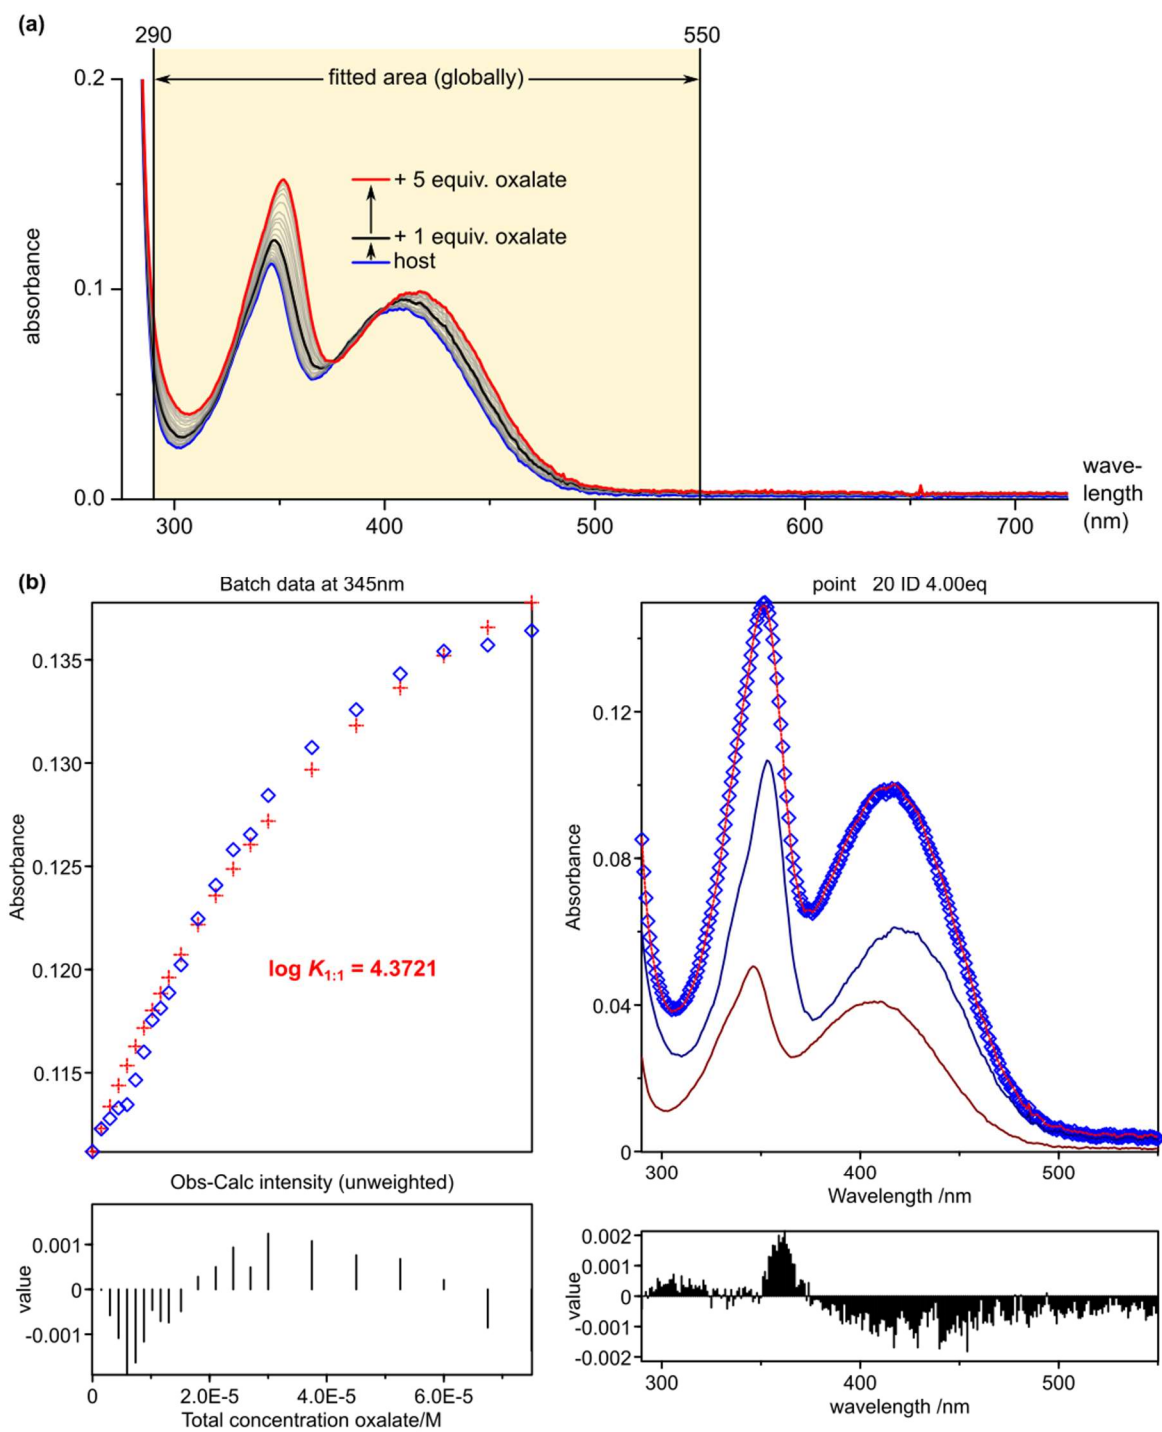 (a)
290
550
fitted area (globally)
0.2
+ 5 equiv. oxalate
+ 1 equiv. oxalate
host
absorbance
0.1
0.0
300
400
500
600
700
wave-
length
(nm)
(b)
Batch data at 345nm
0.135
0.130
0.125
0.120
0.115
Absorbance
log K1:1 = 4.3721
Obs-Calc intensity (unweighted)
0.001
0
-0.001
value
0
2.0E-5
4.0E-5
6.0E-5
Total concentration oxalate/M
point 20 ID 4.00eq
0.12
0.08
0.04
0
Absorbance
300
400
500
Wavelength /nm
0.002
0.001
0
-0.001
-0.002
value
300
400
500
wavelength /nm